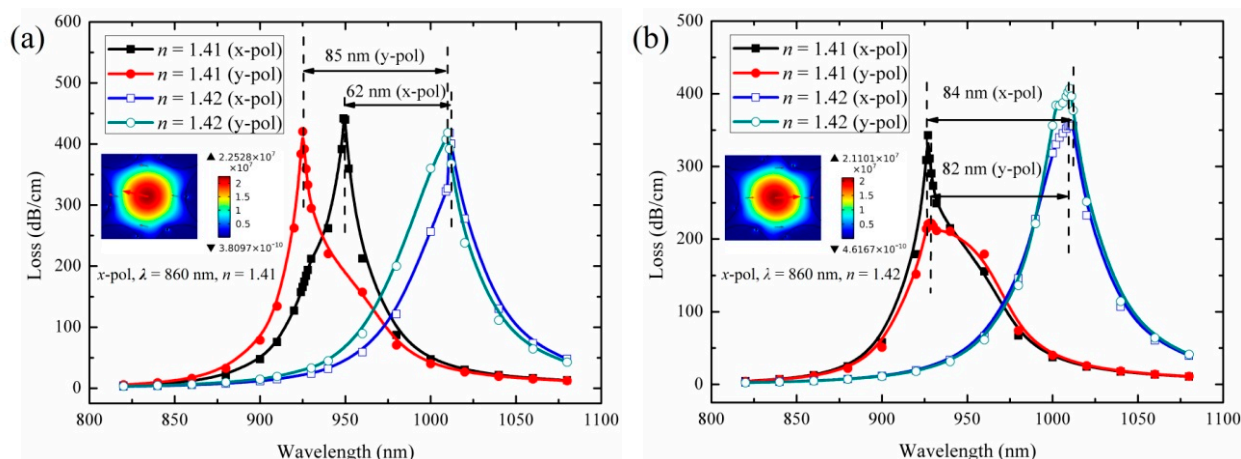 (a)
600
500
400
300
200
100
0
Loss (dB/cm)
n = 1.41 (x-pol)
n = 1.41 (y-pol)
n = 1.42 (x-pol)
n = 1.42 (y-pol)
85 nm (y-pol)
62 nm (x-pol)
▲ 2.2528×10⁷
×10⁷
2
1.5
1
0.5
▼ 3.8097×10⁻¹⁰
x-pol, λ = 860 nm, n = 1.41
800 850 900 950 1000 1050 1100
Wavelength (nm)
(b)
500
400
300
200
100
0
Loss (dB/cm)
n = 1.41 (x-pol)
n = 1.41 (y-pol)
n = 1.42 (x-pol)
n = 1.42 (y-pol)
84 nm (x-pol)
82 nm (y-pol)
▲ 2.1101×10⁷
×10⁷
2
1.5
1
0.5
▼ 4.6167×10⁻¹⁰
x-pol, λ = 860 nm, n = 1.42
800 850 900 950 1000 1050 1100
Wavelength (nm)